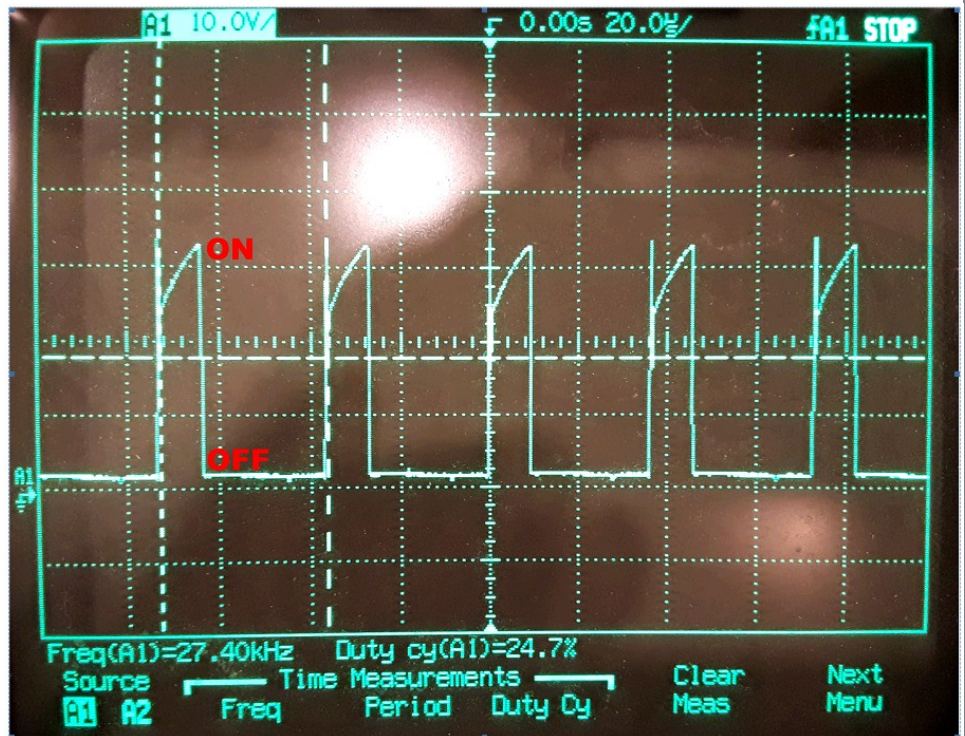 A1 10.0V/ 0.00s 20.0µs/ A1 STOP
ON
OFF
A1
Freq(A1)=27.40kHz Duty cy(A1)=24.7%
Source Time Measurements Clear Next
A1 A2 Freq Period Duty Cy Meas Menu